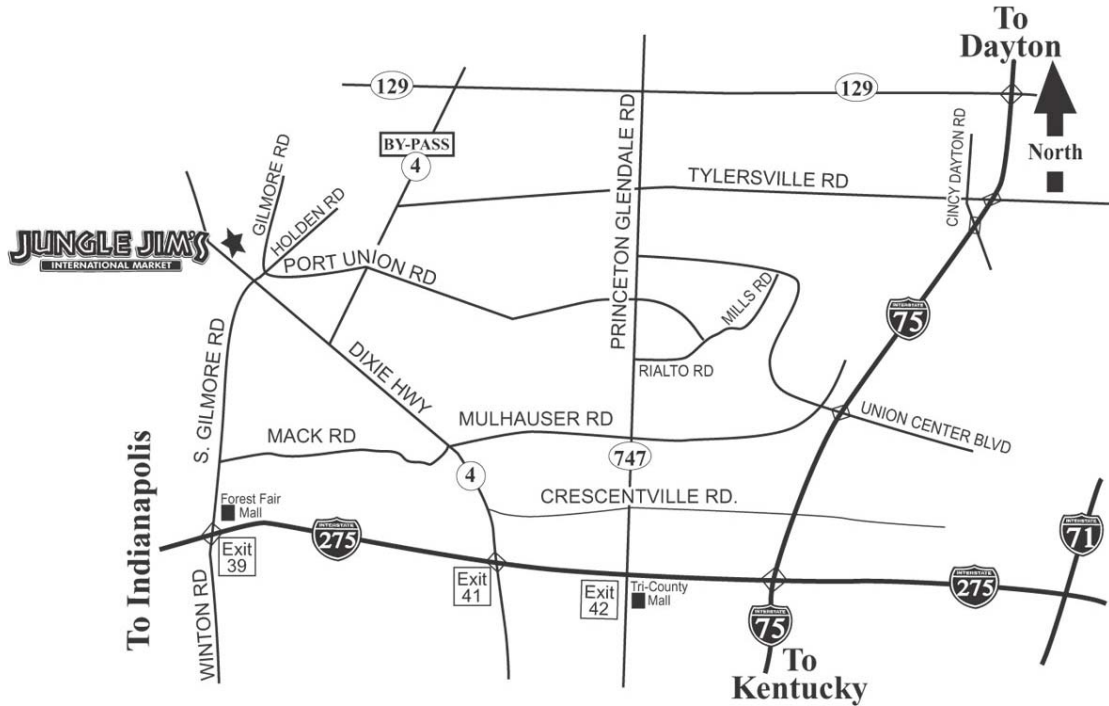 To
Dayton
129
129
BY-PASS
4
GILMORE RD
HOLDEN RD
PRINCETON GLENDALE RD
CINCY DAYTON RD
North
TYLERSVILLE RD
JUNGLE JIM'S
INTERNATIONAL MARKET
PORT UNION RD
MILLS RD
INTERSTATE
75
S. GILMORE RD
DIXIE HWY
RIALTO RD
MULHAUSER RD
UNION CENTER BLVD
MACK RD
747
4
CRESCENTVILLE RD.
To Indianapolis
Forest Fair
Mall
INTERSTATE
275
INTERSTATE
71
Exit
39
Exit
41
Exit
42
Tri-County
Mall
INTERSTATE
275
WINTON RD
INTERSTATE
75
To
Kentucky